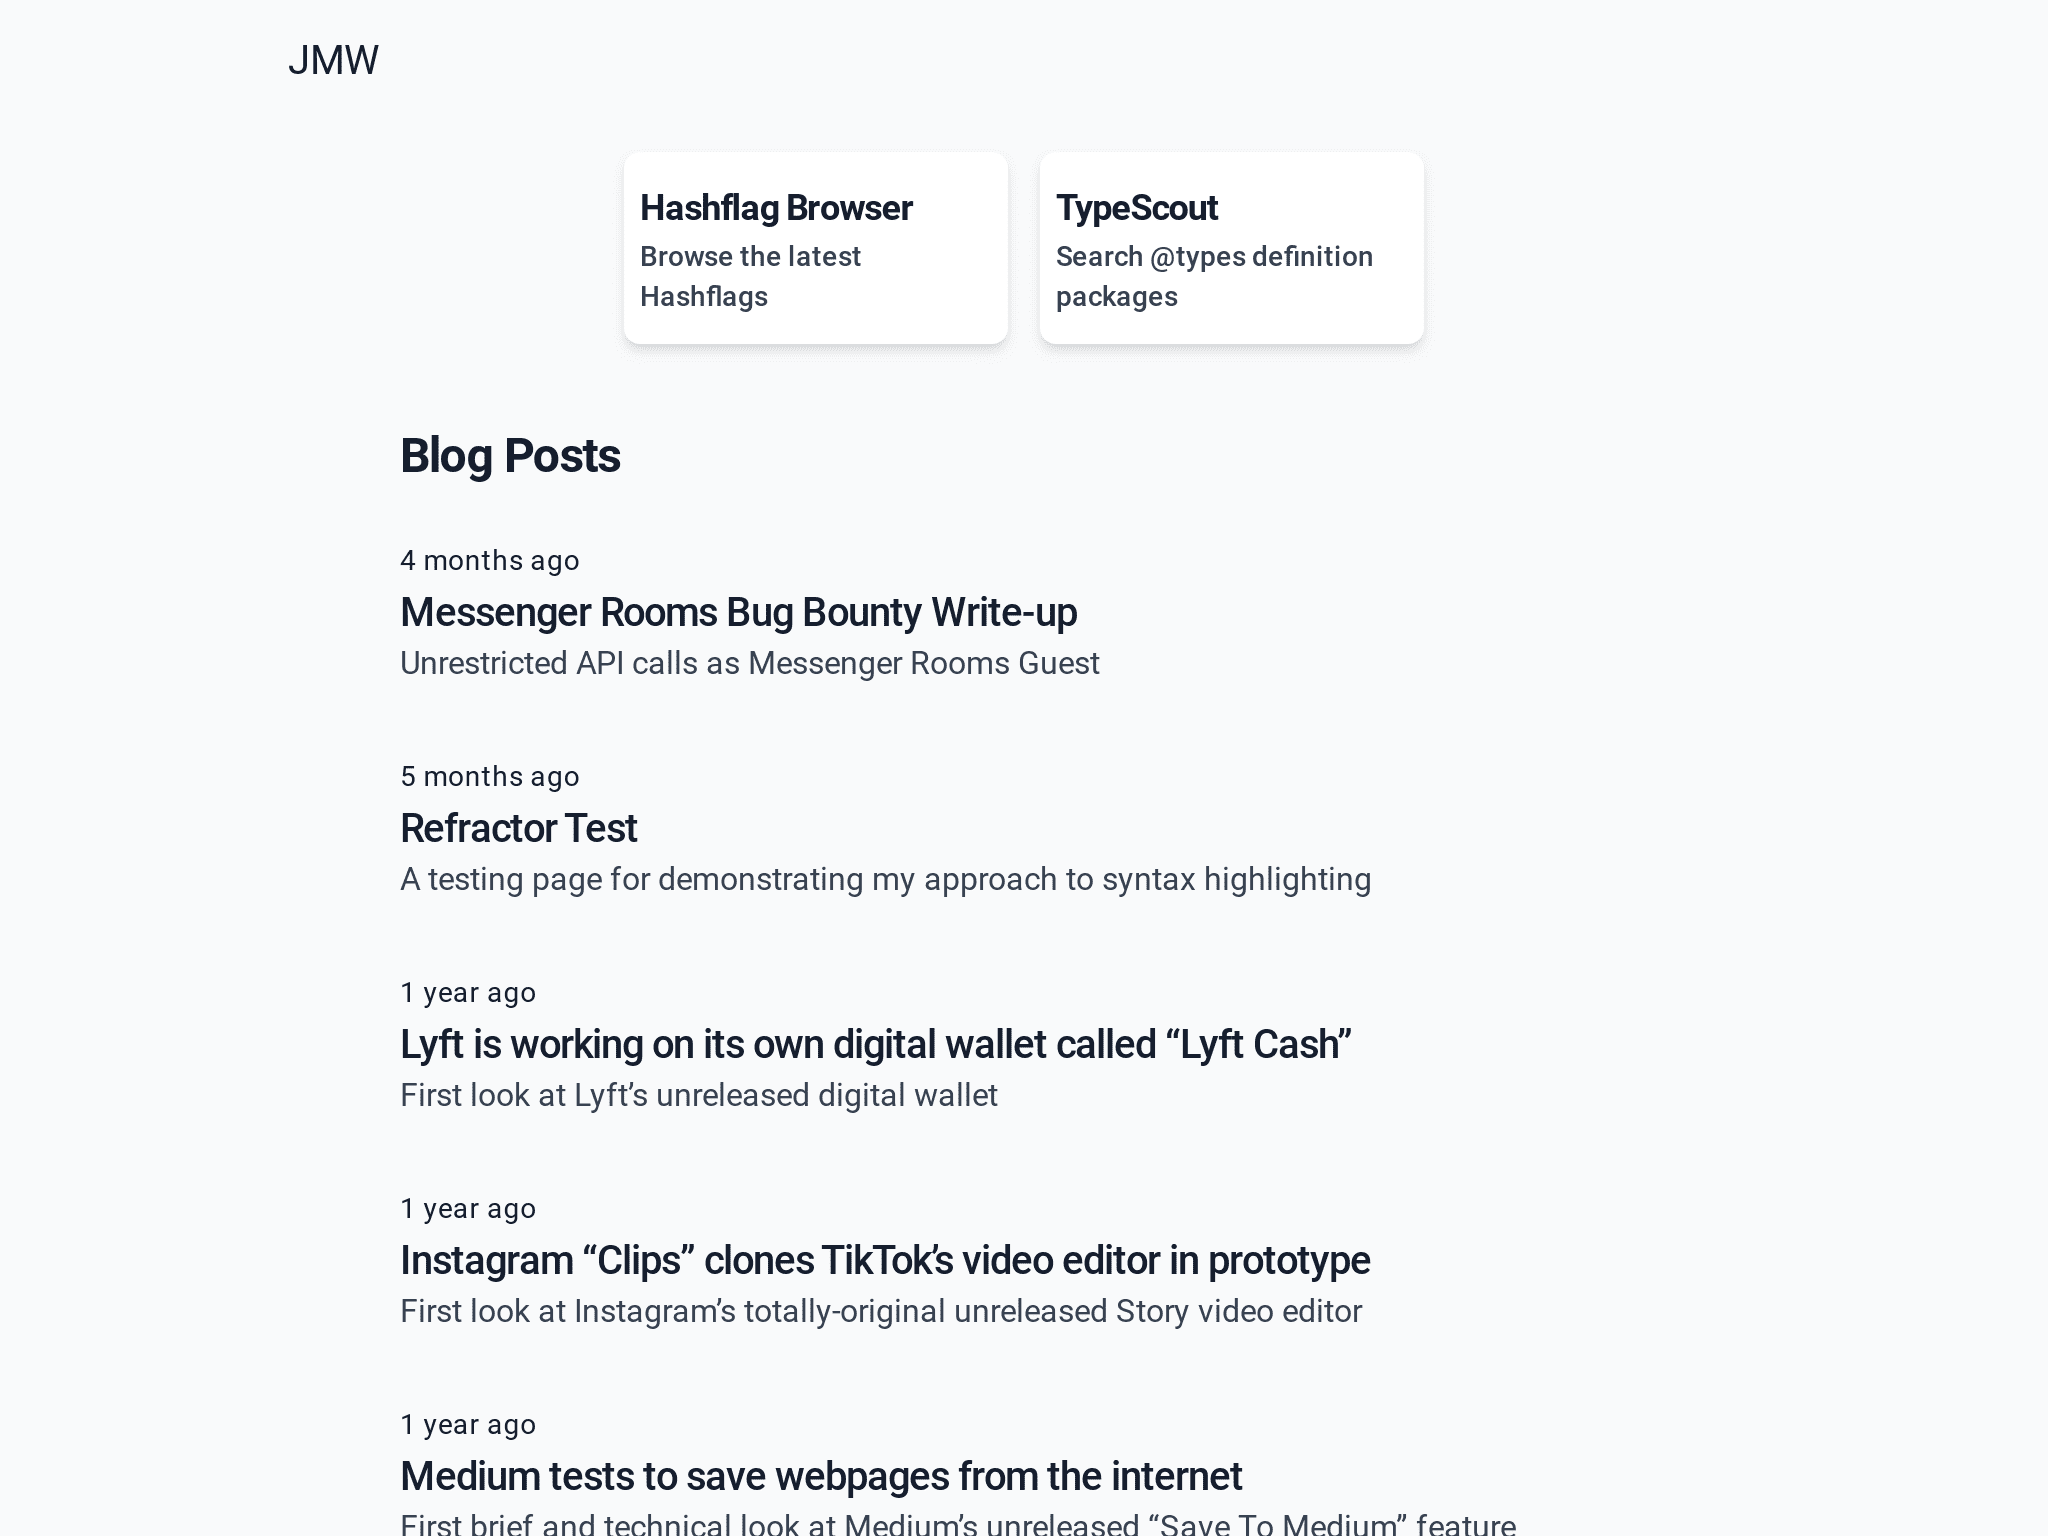 JMW
Hashflag Browser
Browse the latest
Hashflags
TypeScout
Search @types definition
packages
Blog Posts
4 months ago
Messenger Rooms Bug Bounty Write-up
Unrestricted API calls as Messenger Rooms Guest
5 months ago
Refractor Test
A testing page for demonstrating my approach to syntax highlighting
1 year ago
Lyft is working on its own digital wallet called “Lyft Cash”
First look at Lyft’s unreleased digital wallet
1 year ago
Instagram “Clips” clones TikTok’s video editor in prototype
First look at Instagram’s totally-original unreleased Story video editor
1 year ago
Medium tests to save webpages from the internet
First brief and technical look at Medium’s unreleased “Save To Medium” feature